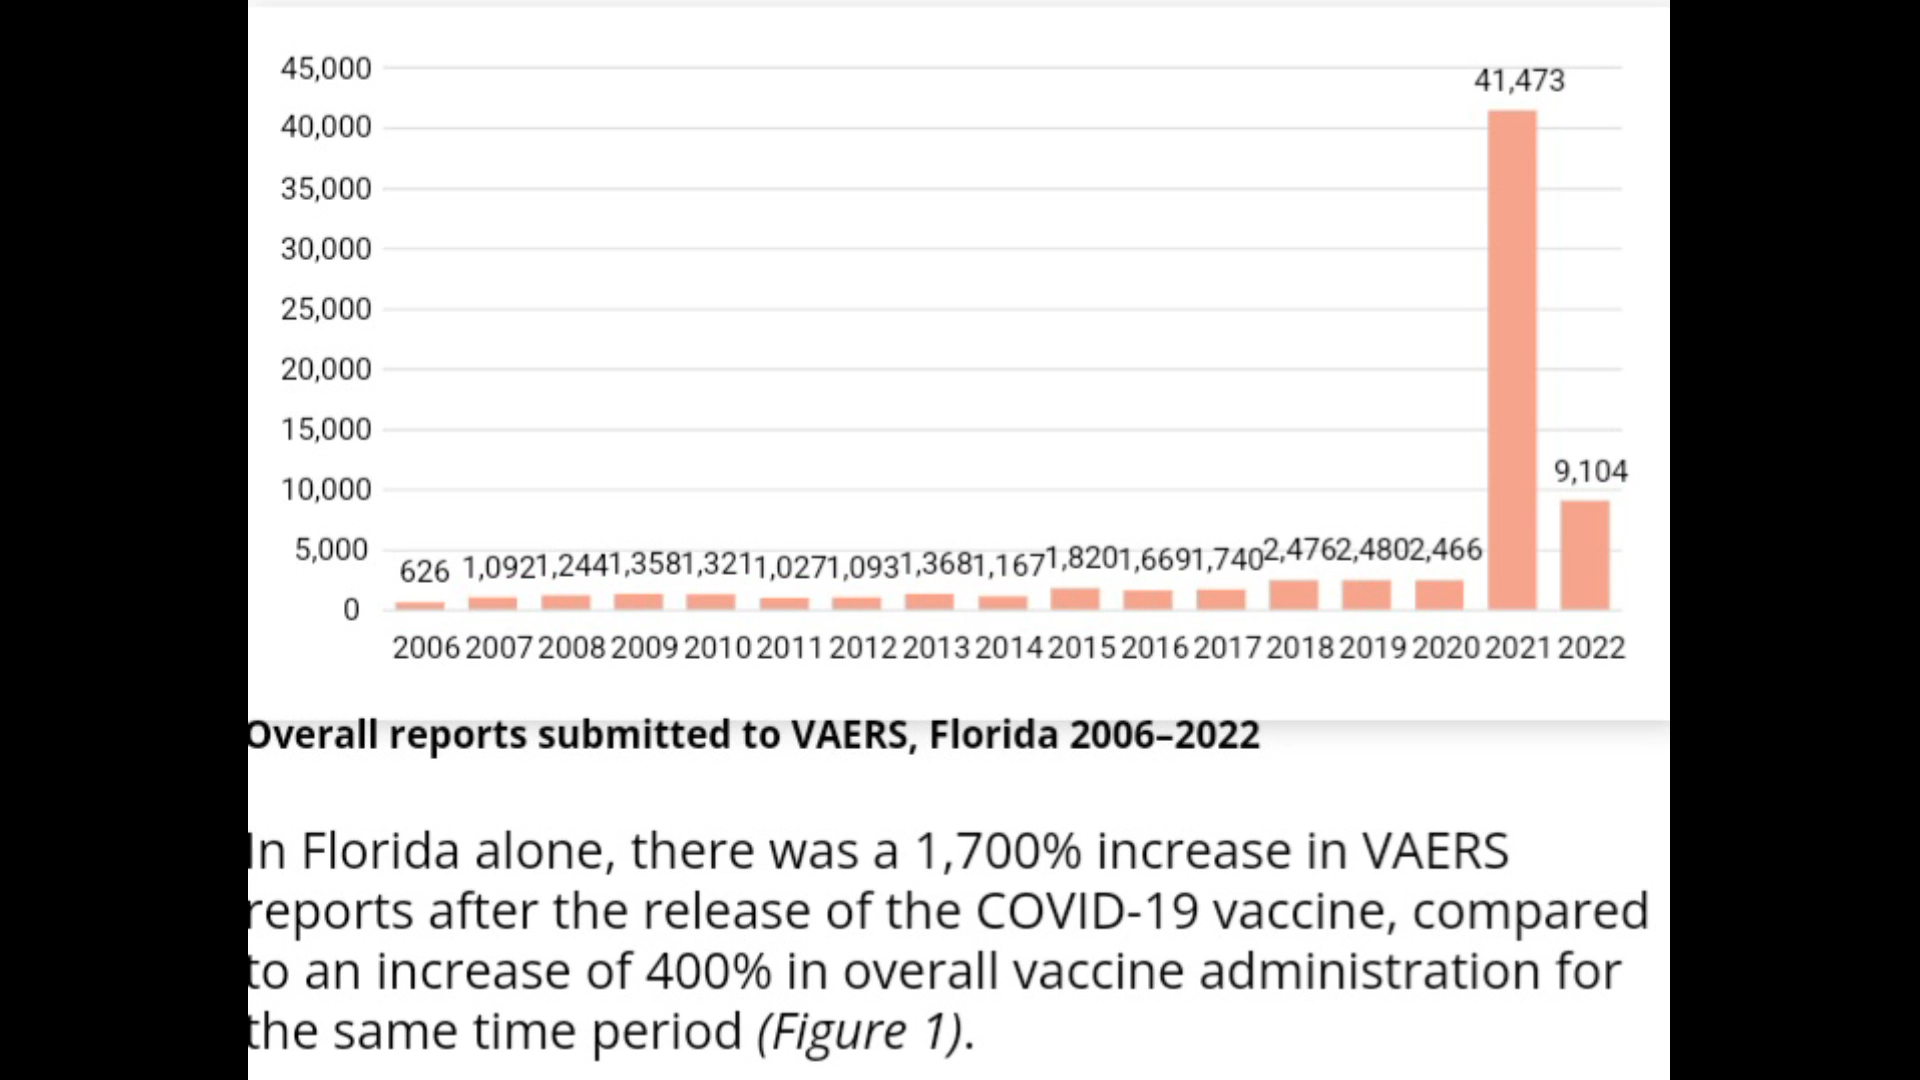 45,000
40,000
35,000
30,000
25,000
20,000
15,000
10,000
5,000
0
626 1,092 1,244 1,358 1,321 1,027 1,093 1,368 1,167 1,820 1,669 1,740 2,476 2,480 2,466 41,473 9,104
2006 2007 2008 2009 2010 2011 2012 2013 2014 2015 2016 2017 2018 2019 2020 2021 2022
Overall reports submitted to VAERS, Florida 2006–2022
In Florida alone, there was a 1,700% increase in VAERS
reports after the release of the COVID-19 vaccine, compared
to an increase of 400% in overall vaccine administration for
the same time period (Figure 1).